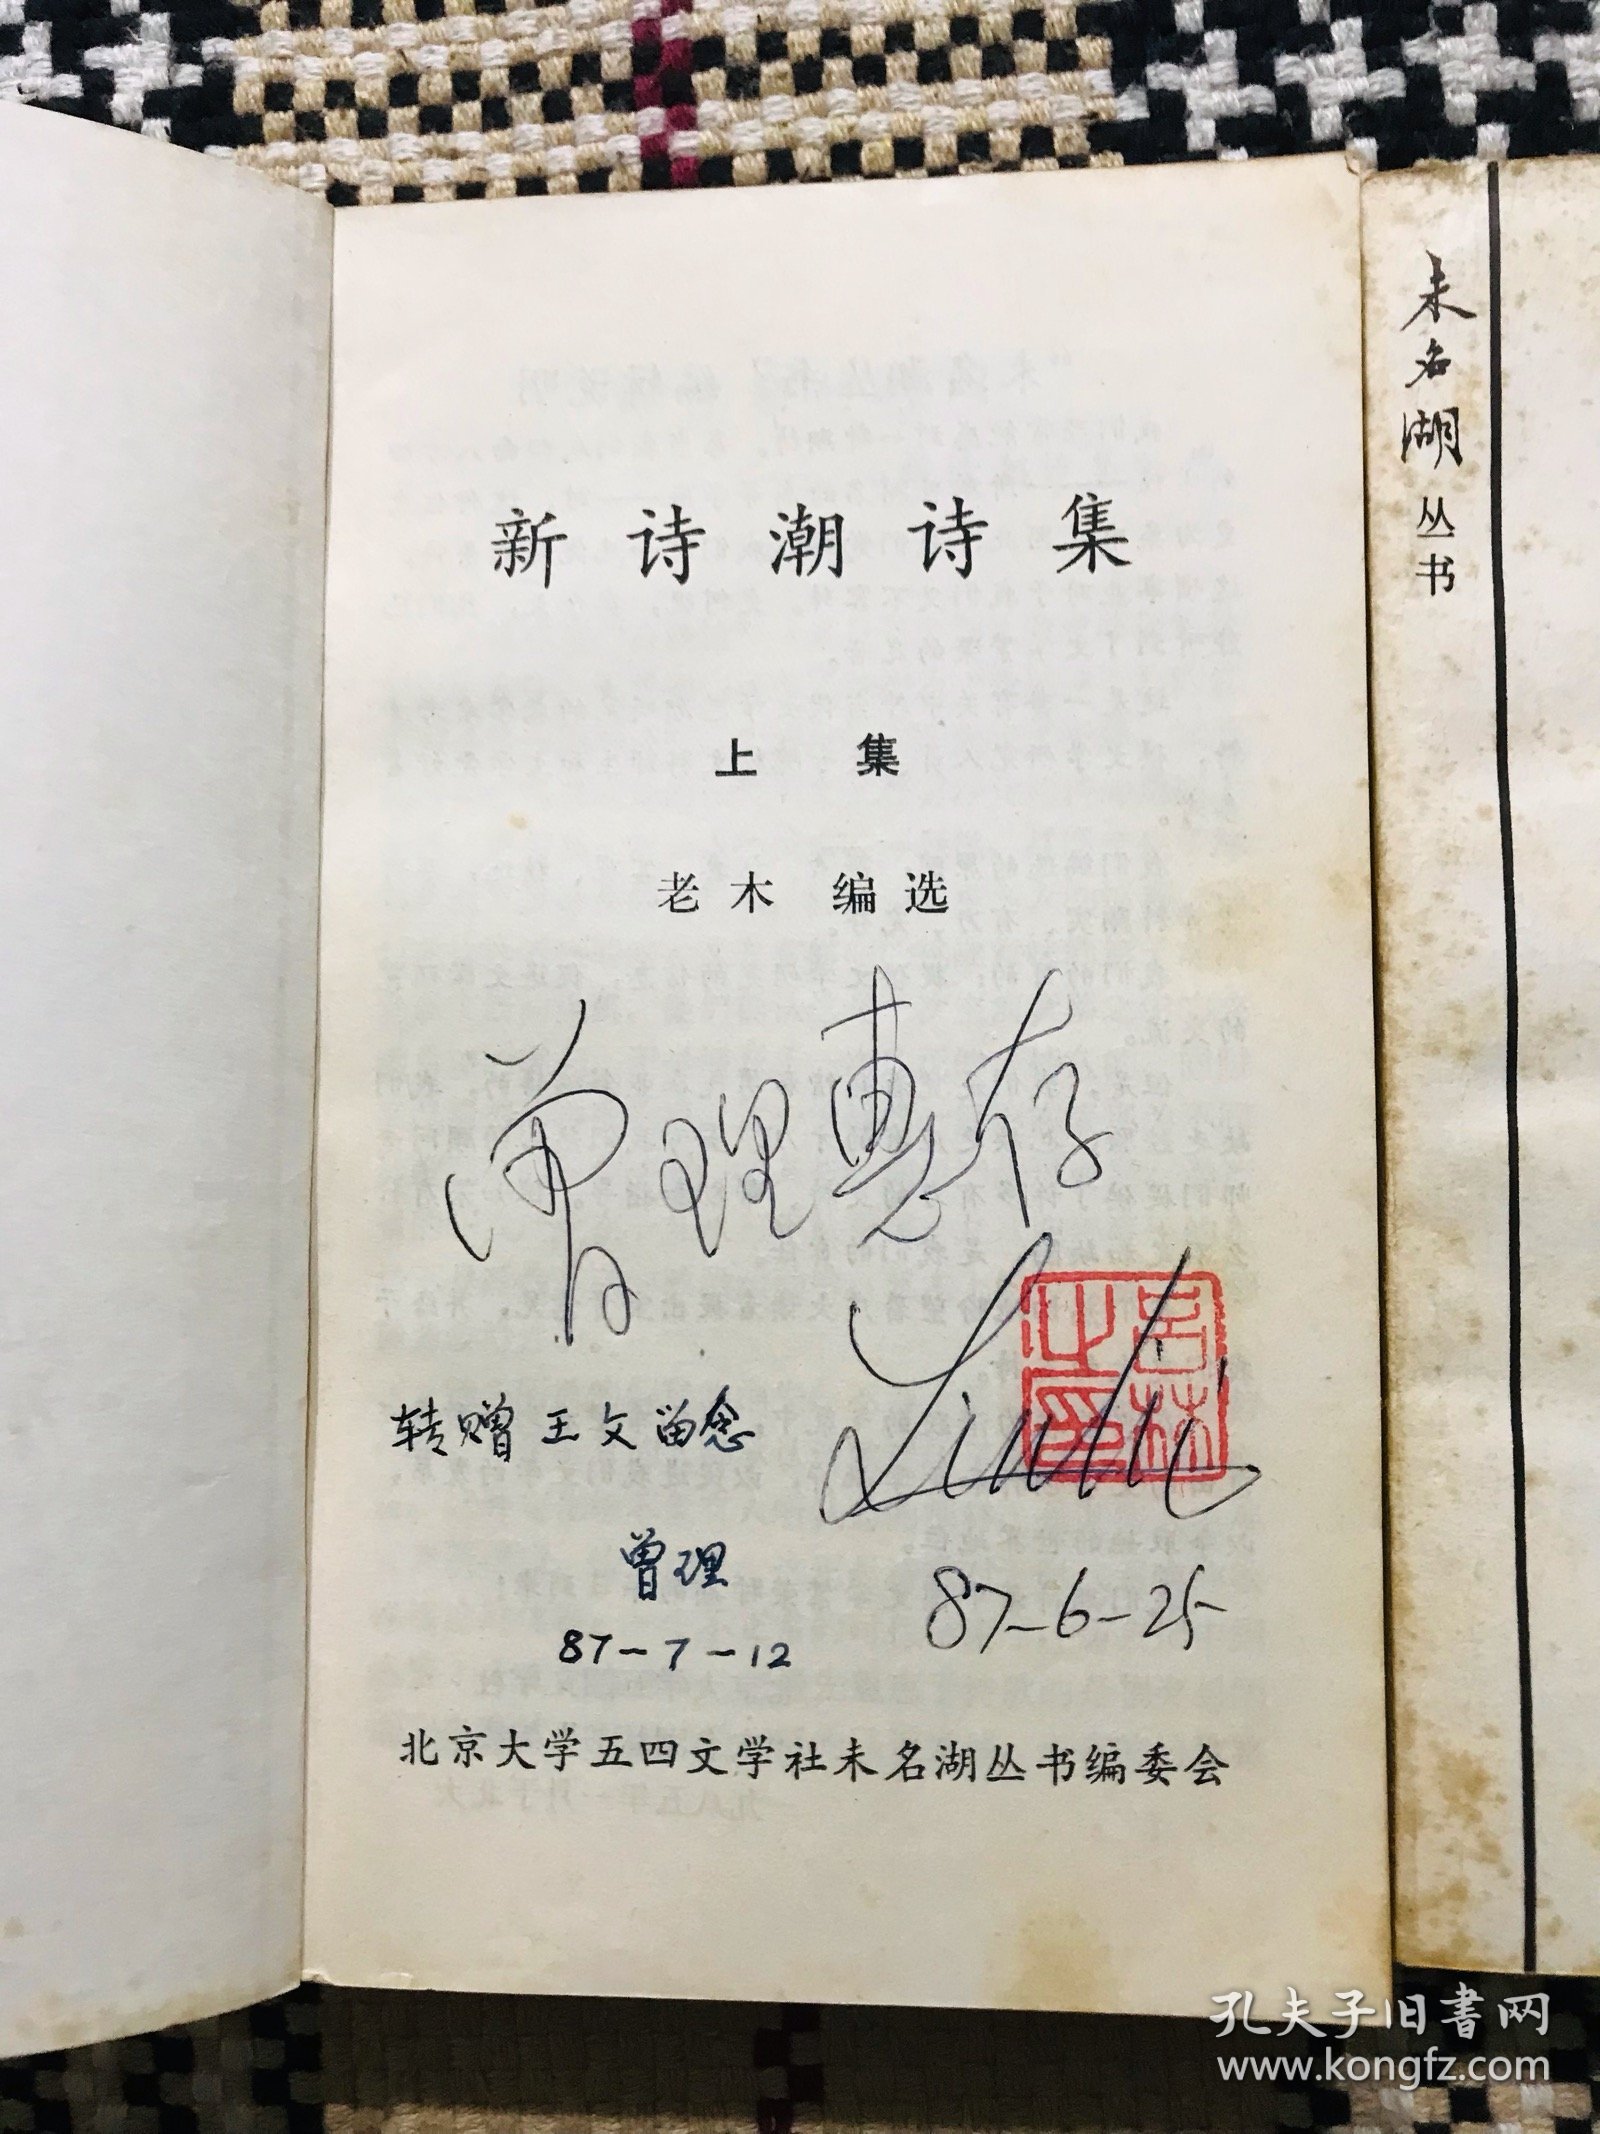 新诗潮诗集
上集
老木 编选
曾理惠存
87-6-25
转赠王文留念
曾理
87-7-12
北京大学五四文学社未名湖丛书编委会
未名湖丛书
孔夫子旧书网
www.kongfz.com